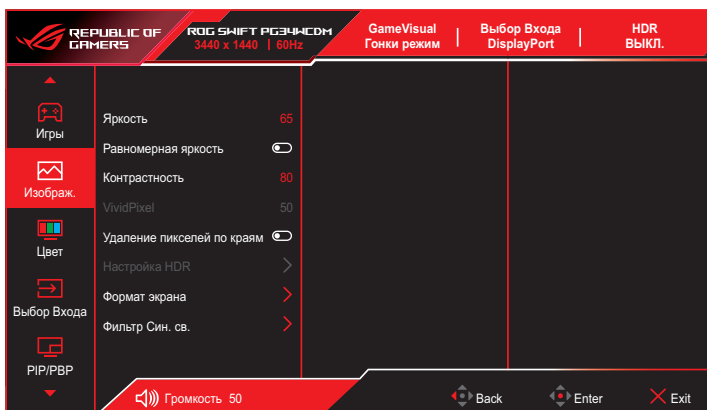 REPUBLIC OF
GAMERS
ROG SWIFT PG34WCDM
3440 x 1440 | 60Hz
GameVisual
Гонки режим
Выбор Входа
DisplayPort
HDR
ВЫКЛ.
Игры
Изображ.
Цвет
Выбор Входа
PIP/PBP
Яркость 65
Равномерная яркость
Контрастность 80
VividPixel 50
Удаление пикселей по краям
Настройка HDR
Формат экрана
Фильтр Син. св.
Громкость 50
Back
Enter
Exit